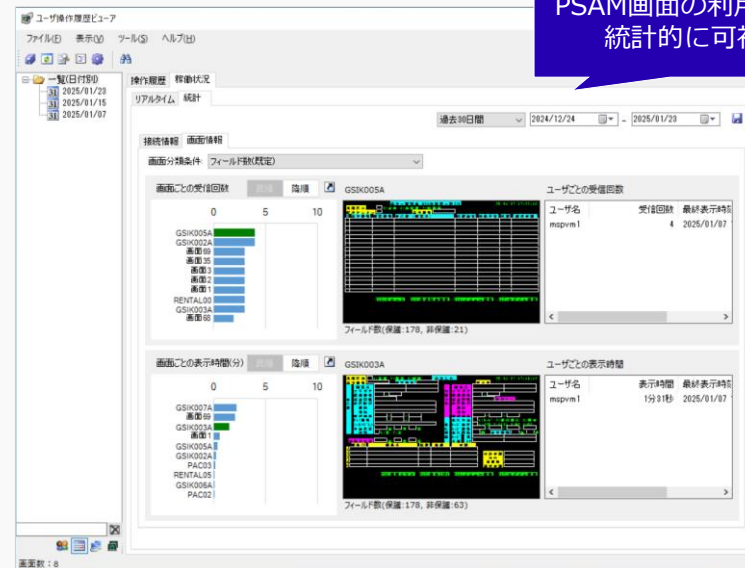 PSAM画面の利用
統計的に可視
ユーザ操作履歴ビューア
ファイル(F) 表示(V) ツール(S) ヘルプ(H)
一覧(日付別)
2025/01/23
2025/01/15
2025/01/07
操作履歴 稼働状況
リアルタイム 統計
過去30日間 2024/12/24 - 2025/01/23
接続情報 画面情報
画面分類条件: フィールド数(既定)
画面ごとの受信回数 昇順 降順
0 5 10
GSIK005A
GSIK002A
画面69
画面35
画面3
画面2
画面1
RENTAL00
GSIK003A
画面68
GSIK005A
フィールド数(保護:178, 非保護:21)
ユーザごとの受信回数
ユーザ名 受信回数 最終表示時刻
mspvm1 4 2025/01/07
画面ごとの表示時間(分) 昇順 降順
0 5 10
GSIK007A
画面69
GSIK003A
画面1
GSIK005A
GSIK002A
PAC03
RENTAL05
GSIK006A
PAC02
GSIK003A
フィールド数(保護:178, 非保護:63)
ユーザごとの表示時間
ユーザ名 表示時間 最終表示時刻
mspvm1 1分31秒 2025/01/07
画面数:8